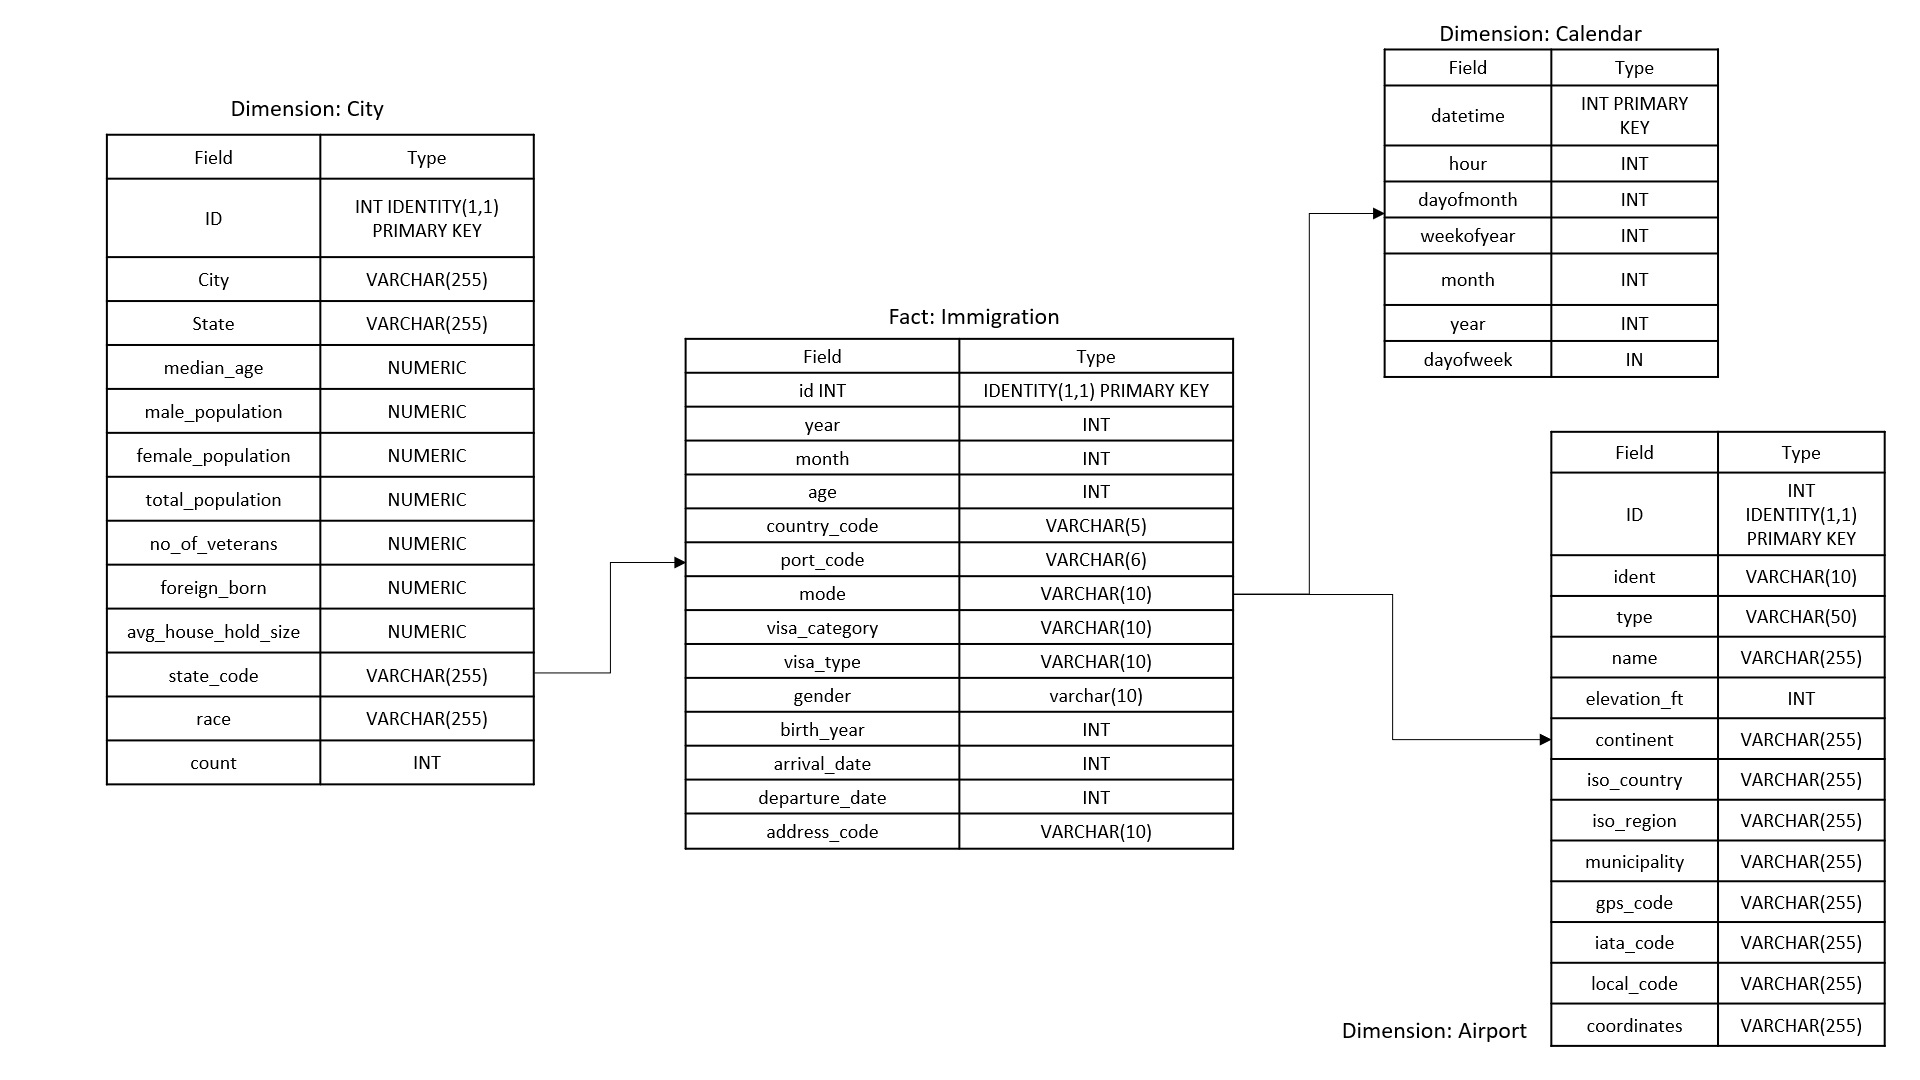 Dimension: City
Field Type
ID INT IDENTITY(1,1)
PRIMARY KEY
City VARCHAR(255)
State VARCHAR(255)
median_age NUMERIC
male_population NUMERIC
female_population NUMERIC
total_population NUMERIC
no_of_veterans NUMERIC
foreign_born NUMERIC
avg_house_hold_size NUMERIC
state_code VARCHAR(255)
race VARCHAR(255)
count INT
Fact: Immigration
Field Type
id INT IDENTITY(1,1) PRIMARY KEY
year INT
month INT
age INT
country_code VARCHAR(5)
port_code VARCHAR(6)
mode VARCHAR(10)
visa_category VARCHAR(10)
visa_type VARCHAR(10)
gender varchar(10)
birth_year INT
arrival_date INT
departure_date INT
address_code VARCHAR(10)
Dimension: Calendar
Field Type
datetime INT PRIMARY
KEY
hour INT
dayofmonth INT
weekofyear INT
month INT
year INT
dayofweek IN
Field Type
ID INT
IDENTITY(1,1)
PRIMARY KEY
ident VARCHAR(10)
type VARCHAR(50)
name VARCHAR(255)
elevation_ft INT
continent VARCHAR(255)
iso_country VARCHAR(255)
iso_region VARCHAR(255)
municipality VARCHAR(255)
gps_code VARCHAR(255)
iata_code VARCHAR(255)
local_code VARCHAR(255)
coordinates VARCHAR(255)
Dimension: Airport